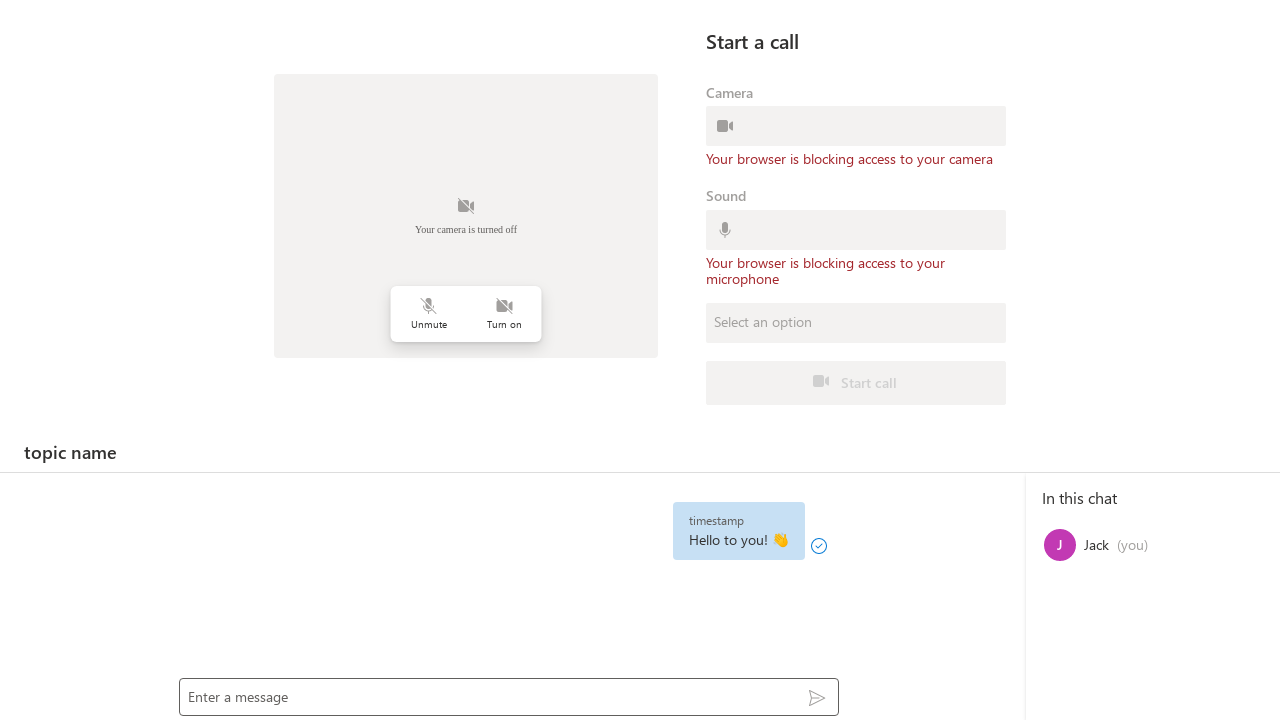 Start a call
Camera
Your browser is blocking access to your camera
Sound
Your browser is blocking access to your
microphone
Select an option
Start call
Your camera is turned off
Unmute
Turn on
topic name
timestamp
Hello to you! 👋
Enter a message
In this chat
J
Jack (you)